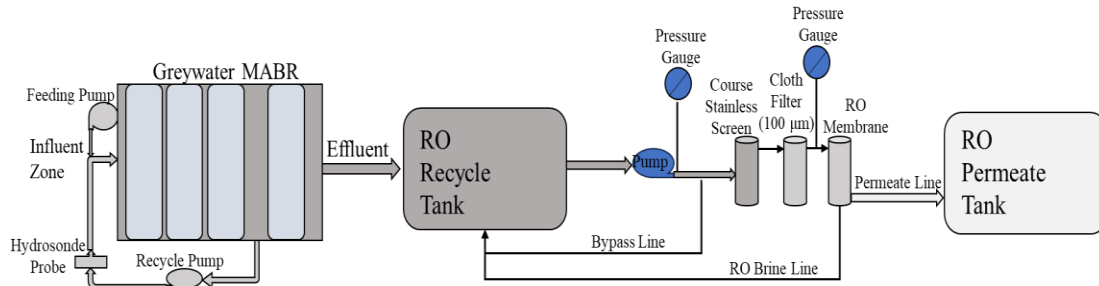 Greywater MABR
Feeding Pump
Influent
Zone
Hydrosonde
Probe
Recycle Pump
Effluent
RO
Recycle
Tank
Pump
Pressure
Gauge
Bypass Line
Course
Stainless
Screen
Cloth
Filter
(100 μm)
Pressure
Gauge
RO
Membrane
RO Brine Line
Permeate Line
RO
Permeate
Tank